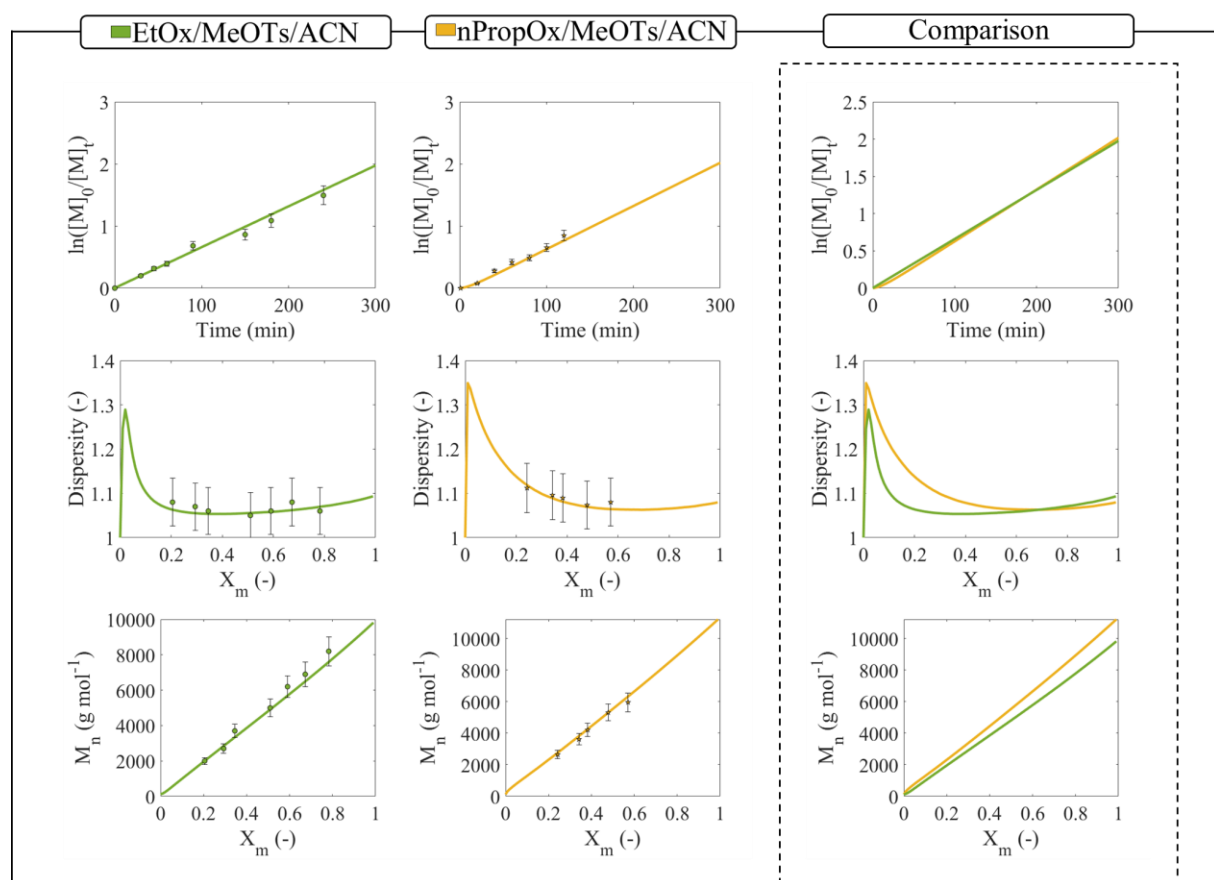 EtOx/MeOTs/ACN
nPropOx/MeOTs/ACN
Comparison
3
2
1
0
ln([M]0/[M]t)
0 100 200 300
Time (min)
3
2
1
0
ln([M]0/[M]t)
0 100 200 300
Time (min)
2.5
2
1.5
1
0.5
0
ln([M]0/[M]t)
0 100 200 300
Time (min)
1.4
1.3
1.2
1.1
1
Dispersity (-)
0 0.2 0.4 0.6 0.8 1
Xm (-)
1.4
1.3
1.2
1.1
1
Dispersity (-)
0 0.2 0.4 0.6 0.8 1
Xm (-)
1.4
1.3
1.2
1.1
1
Dispersity (-)
0 0.2 0.4 0.6 0.8 1
Xm (-)
10000
8000
6000
4000
2000
0
Mn (g mol-1)
0 0.2 0.4 0.6 0.8 1
Xm (-)
10000
8000
6000
4000
2000
0
Mn (g mol-1)
0 0.2 0.4 0.6 0.8 1
Xm (-)
10000
8000
6000
4000
2000
0
Mn (g mol-1)
0 0.2 0.4 0.6 0.8 1
Xm (-)